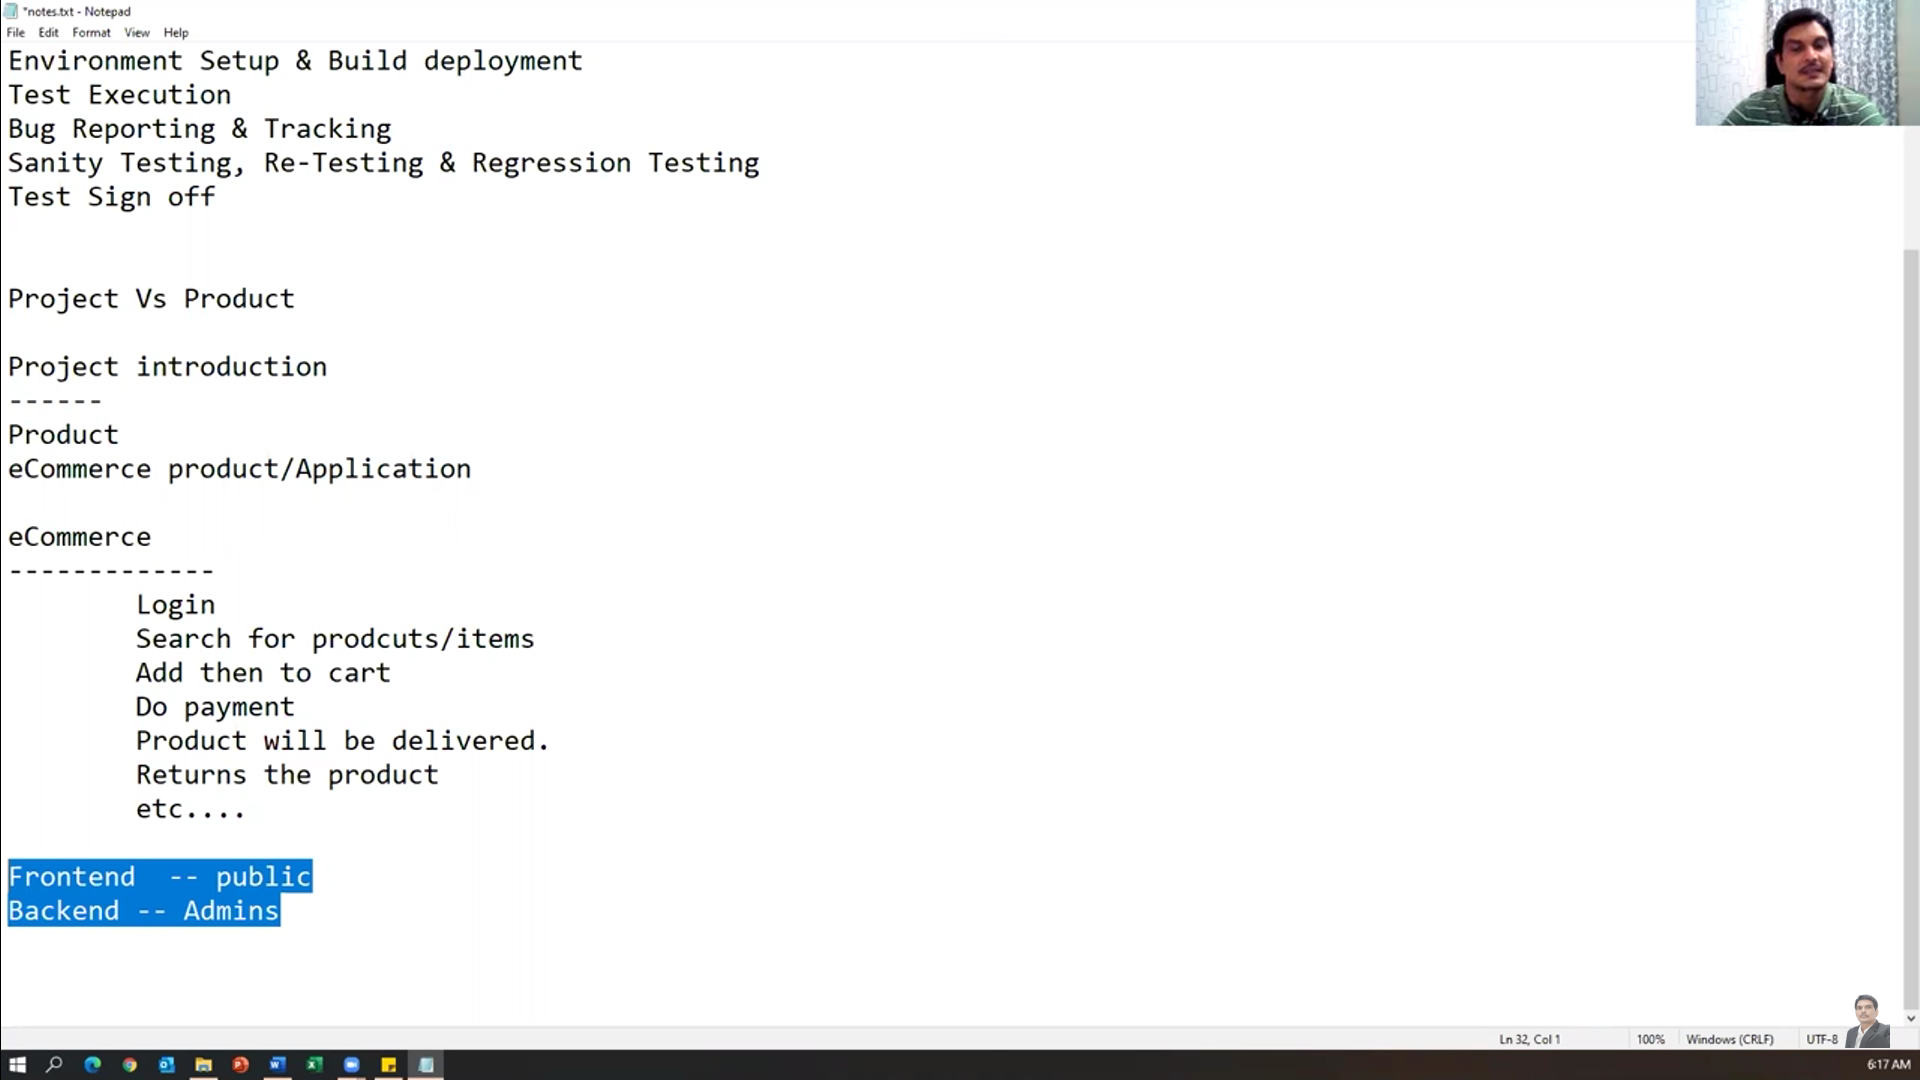 *notes.txt - Notepad
File Edit Format View Help
Environment Setup & Build deployment
Test Execution
Bug Reporting & Tracking
Sanity Testing, Re-Testing & Regression Testing
Test Sign off
Project Vs Product
Project introduction
------
Product
eCommerce product/Application
eCommerce
-------------
Login
Search for prodcuts/items
Add then to cart
Do payment
Product will be delivered.
Returns the product
etc....
Frontend  -- public
Backend -- Admins
Ln 32, Col 1 100% Windows (CRLF) UTF-8
6:17 AM